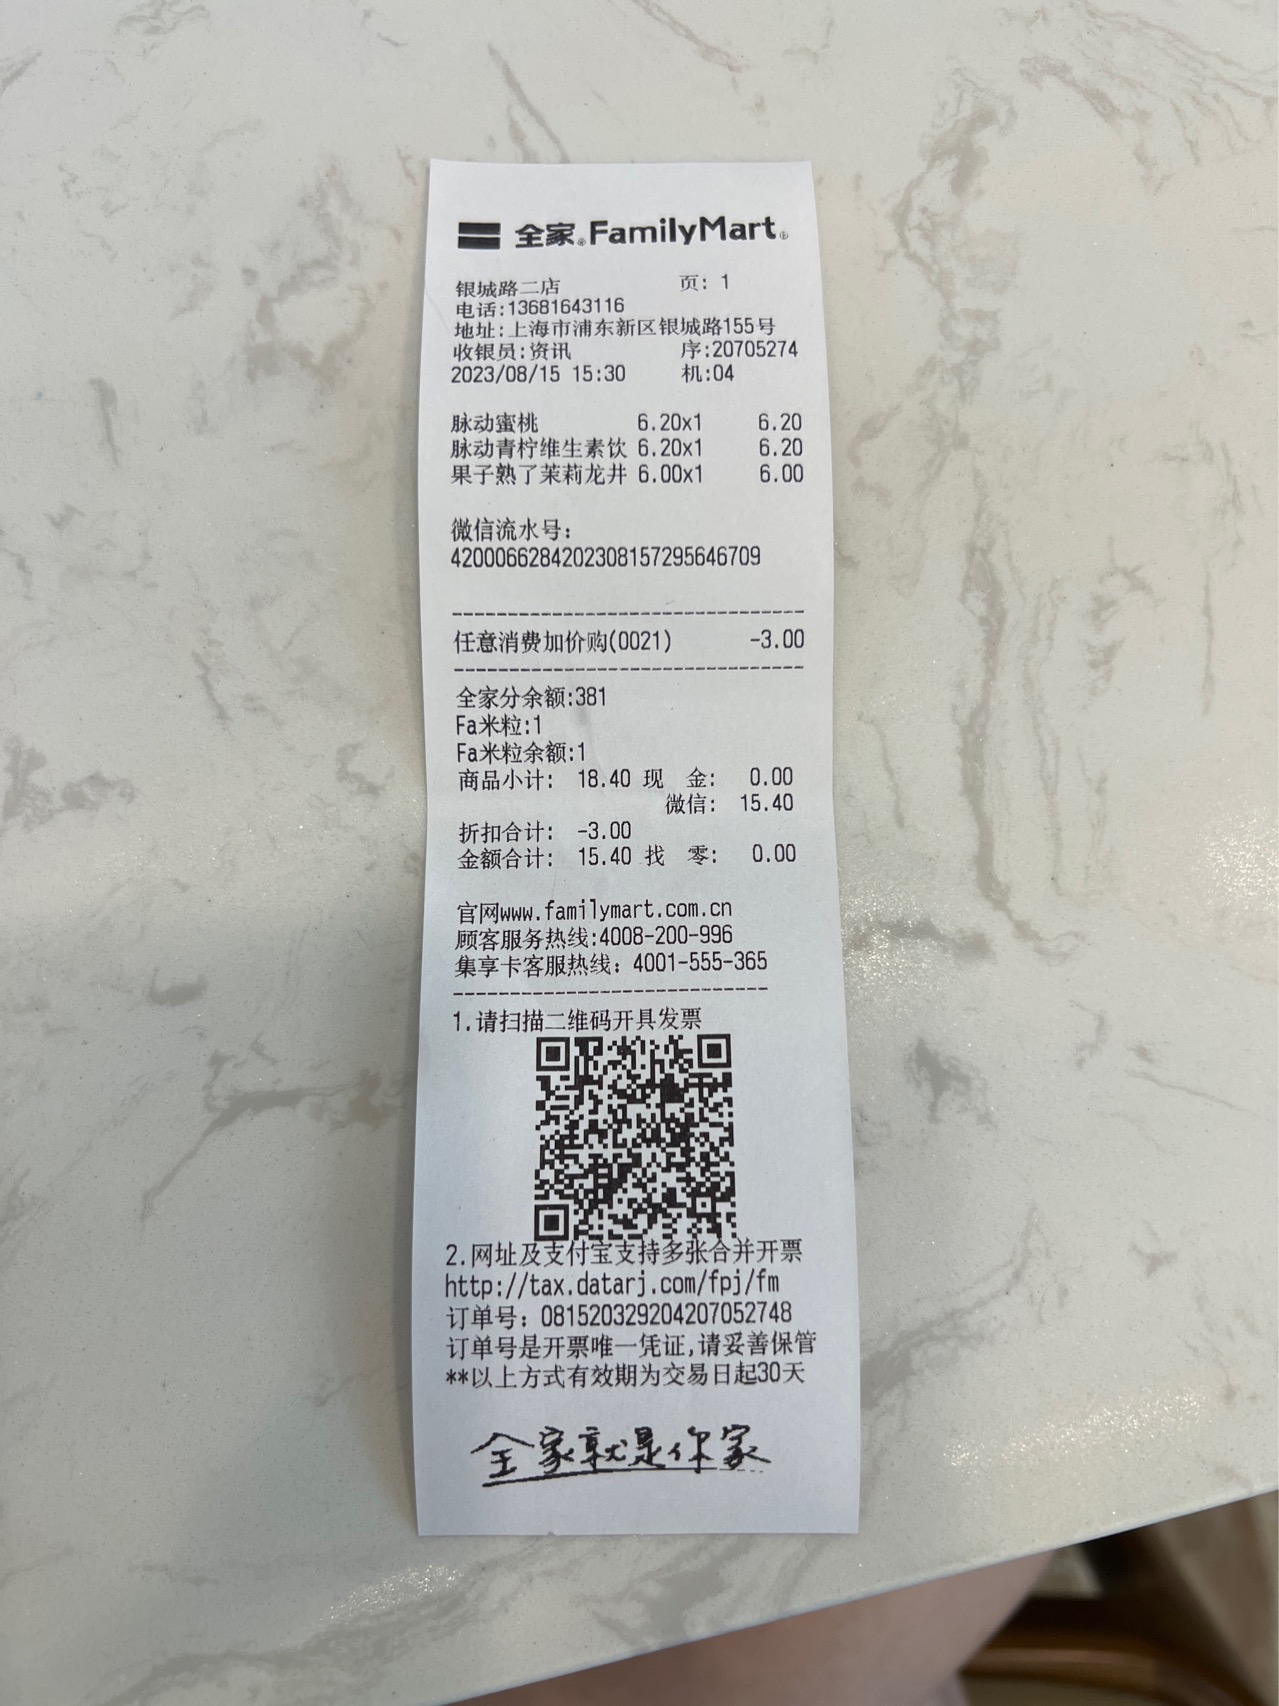 全家®FamilyMart®
银城路二店 页: 1
电话:13681643116
地址:上海市浦东新区银城路155号
收银员:资讯 序:20705274
2023/08/15 15:30 机:04
脉动蜜桃 6.20x1 6.20
脉动青柠维生素饮 6.20x1 6.20
果子熟了茉莉龙井 6.00x1 6.00
微信流水号:
4200066284202308157295646709
任意消费加价购(0021) -3.00
全家分余额:381
Fa米粒:1
Fa米粒余额:1
商品小计: 18.40 现 金: 0.00
微信: 15.40
折扣合计: -3.00
金额合计: 15.40 找 零: 0.00
官网www.familymart.com.cn
顾客服务热线:4008-200-996
集享卡客服热线: 4001-555-365
1.请扫描二维码开具发票
2.网址及支付宝支持多张合并开票
http://tax.datarj.com/fpj/fm
订单号: 081520329204207052748
订单号是开票唯一凭证,请妥善保管
**以上方式有效期为交易日起30天
全家就是你家